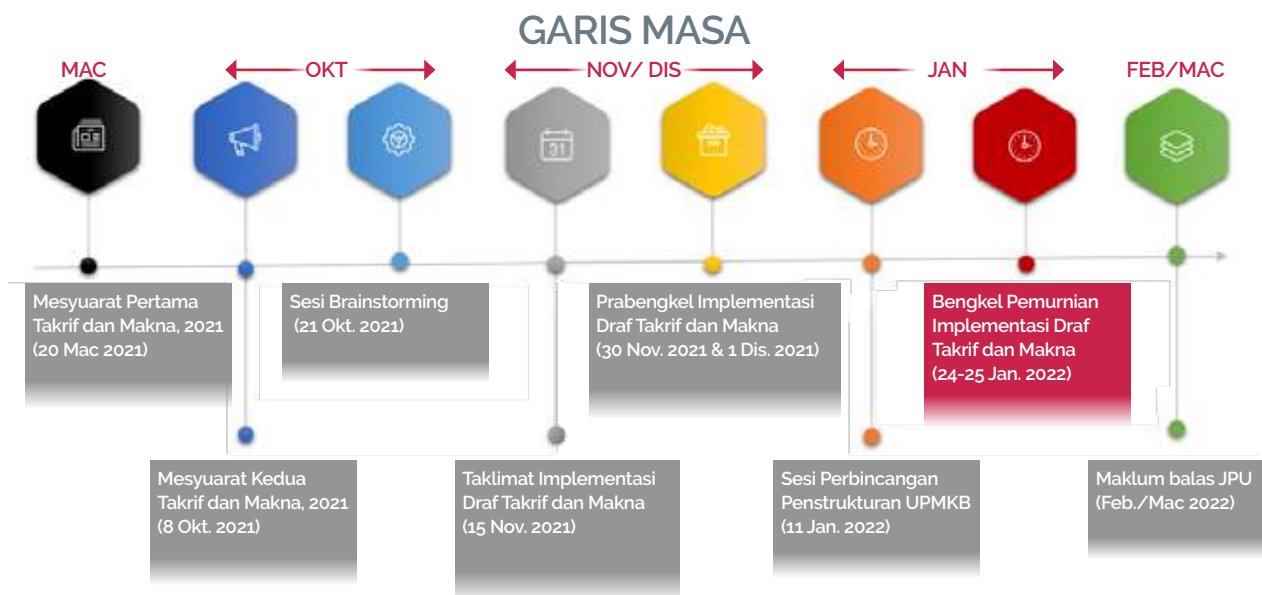 GARIS MASA
MAC
OKT
NOV/ DIS
JAN
FEB/MAC
31
Mesyuarat Pertama
Takrif dan Makna, 2021
(20 Mac 2021)
Sesi Brainstorming
(21 Okt. 2021)
Prabengkel Implementasi
Draf Takrif dan Makna
(30 Nov. 2021 & 1 Dis. 2021)
Bengkel Pemurnian
Implementasi Draf
Takrif dan Makna
(24-25 Jan. 2022)
Mesyuarat Kedua
Takrif dan Makna, 2021
(8 Okt. 2021)
Taklimat Implementasi
Draf Takrif dan Makna
(15 Nov. 2021)
Sesi Perbincangan
Penstrukturan UPMKB
(11 Jan. 2022)
Maklum balas JPU
(Feb./Mac 2022)